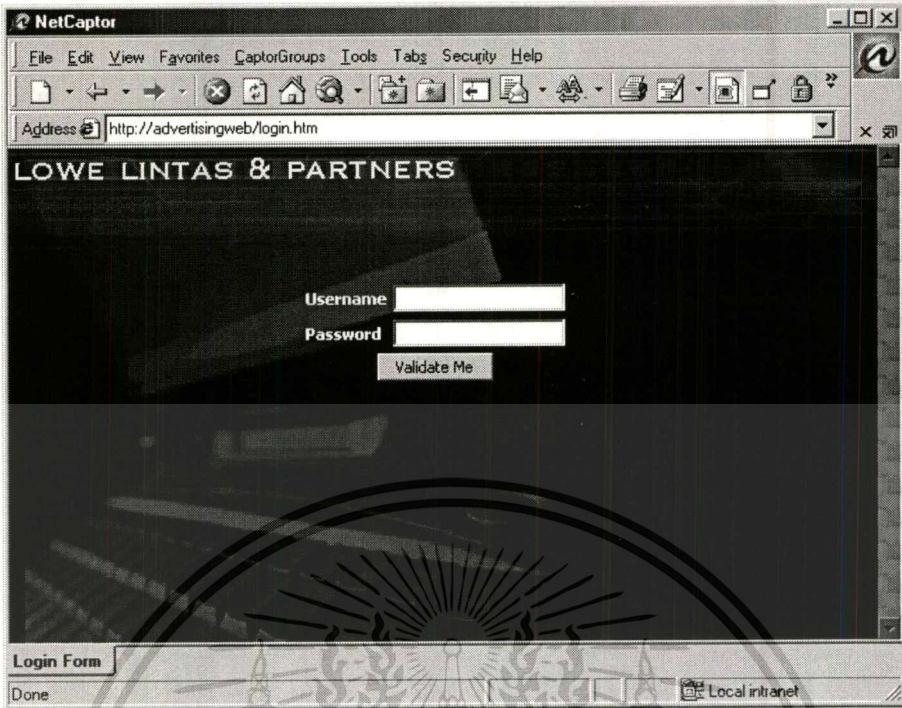 NetCaptor
File Edit View Favorites CaptorGroups Tools Tabs Security Help
Address http://advertisingweb/login.htm
LOWE LINTAS & PARTNERS
Username
Password
Validate Me
Login Form
Done Local intranet